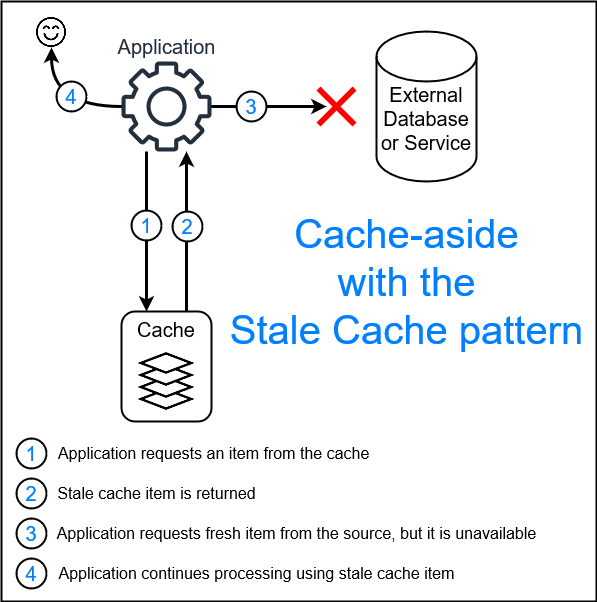 Application
4
3
External
Database
or Service
1
2
Cache-aside
with the
Stale Cache pattern
Cache
1 Application requests an item from the cache
2 Stale cache item is returned
3 Application requests fresh item from the source, but it is unavailable
4 Application continues processing using stale cache item